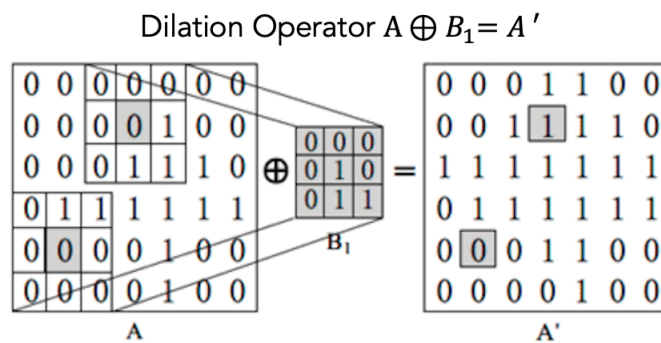 Dilation Operator A ⊕ B₁= A'
0 0 0 0 0 0 0
0 0 0 0 1 0 0
0 0 0 1 1 1 0
0 1 1 1 1 1 1
0 0 0 0 1 0 0
0 0 0 0 1 0 0
A
⊕
0 0 0
0 1 0
0 1 1
B₁
=
0 0 0 1 1 0 0
0 0 1 1 1 1 0
1 1 1 1 1 1 1
0 1 1 1 1 1 1
0 0 0 1 1 0 0
0 0 0 0 1 0 0
A'